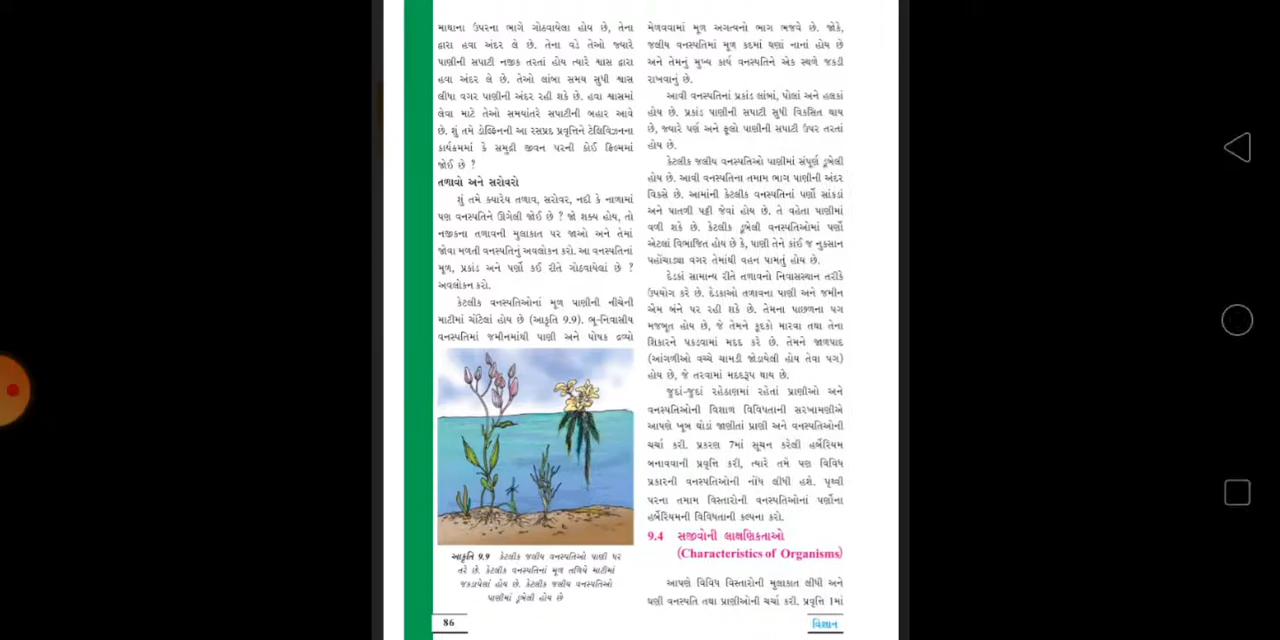 માથાના ઉપરના ભાગે ગોઠવાયેલા હોય છે, તેના
દ્વારા હવા અંદર લે છે. તેના વડે તેઓ જ્યારે
પાણીની સપાટી નજીક તરતાં હોય ત્યારે શ્વાસ દ્વારા
હવા અંદર લે છે. તેઓ લાંબા સમય સુધી શ્વાસ
લીધા વગર પાણીની અંદર રહી શકે છે. હવા શ્વાસમાં
લેવા માટે તેઓ સમયાંતરે સપાટીની બહાર આવે
છે. શું તમે ડોલ્ફિનની આ રસપ્રદ પ્રવૃત્તિને ટેલિવિઝનના
કાર્યક્રમમાં કે સમુદ્રી જીવન પરની કોઈ ફિલ્મમાં
જોઈ છે ?
તળાવો અને સરોવરો
શું તમે ક્યારેય તળાવ, સરોવર, નદી કે નાળામાં
પણ વનસ્પતિને ઊગેલી જોઈ છે ? જો શક્ય હોય, તો
નજીકના તળાવની મુલાકાત પર જાઓ અને તેમાં
જોવા મળતી વનસ્પતિનું અવલોકન કરો. આ વનસ્પતિનાં
મૂળ, પ્રકાંડ અને પર્ણો કઈ રીતે ગોઠવાયેલાં છે ?
અવલોકન કરો.
કેટલીક વનસ્પતિઓનાં મૂળ પાણીની નીચેની
માટીમાં ચોંટેલાં હોય છે (આકૃતિ 9.9). ભૂ-નિવાસીય
વનસ્પતિમાં જમીનમાંથી પાણી અને પોષક દ્રવ્યો
આકૃતિ 9.9 કેટલીક જલીય વનસ્પતિઓ પાણી પર
તરે છે. કેટલીક વનસ્પતિનાં મૂળ તળિયે માટીમાં
જકડાયેલાં હોય છે. કેટલીક જલીય વનસ્પતિઓ
પાણીમાં ડૂબેલી હોય છે
86
મેળવવામાં મૂળ અગત્યનો ભાગ ભજવે છે. જોકે,
જલીય વનસ્પતિમાં મૂળ કદમાં ઘણાં નાનાં હોય છે
અને તેમનું મુખ્ય કાર્ય વનસ્પતિને એક સ્થળે જકડી
રાખવાનું છે.
આવી વનસ્પતિનાં પ્રકાંડ લાંબાં, પોલાં અને હલકાં
હોય છે. પ્રકાંડ પાણીની સપાટી સુધી વિકસિત થાય
છે, જ્યારે પર્ણ અને ફૂલો પાણીની સપાટી ઉપર તરતાં
હોય છે.
કેટલીક જલીય વનસ્પતિઓ પાણીમાં સંપૂર્ણ ડૂબેલી
હોય છે. આવી વનસ્પતિના તમામ ભાગ પાણીની અંદર
વિકસે છે. આમાંની કેટલીક વનસ્પતિનાં પર્ણો સાંકડાં
અને પાતળી પટ્ટી જેવાં હોય છે. તે વહેતા પાણીમાં
વળી શકે છે. કેટલીક ડૂબેલી વનસ્પતિઓમાં પર્ણો
એટલાં વિભાજિત હોય છે કે, પાણી તેને કાંઈ જ નુકસાન
પહોંચાડ્યા વગર તેમાંથી વહન પામતું હોય છે.
દેડકાં સામાન્ય રીતે તળાવનો નિવાસસ્થાન તરીકે
ઉપયોગ કરે છે. દેડકાઓ તળાવના પાણી અને જમીન
એમ બંને પર રહી શકે છે. તેમના પાછળના પગ
મજબૂત હોય છે, જે તેમને કૂદકો મારવા તથા તેના
શિકારને પકડવામાં મદદ કરે છે. તેમને જાળપાદ
(આંગળીઓ વચ્ચે ચામડી જોડાયેલી હોય તેવા પગ)
હોય છે, જે તરવામાં મદદરૂપ થાય છે.
જુદાં-જુદાં રહેઠાણમાં રહેતાં પ્રાણીઓ અને
વનસ્પતિઓની વિશાળ વિવિધતાની સરખામણીએ
આપણે ખૂબ થોડાં જાણીતાં પ્રાણી અને વનસ્પતિઓની
ચર્ચા કરી. પ્રકરણ 7માં સૂચન કરેલી હર્બેરિયમ
બનાવવાની પ્રવૃત્તિ કરી, ત્યારે તમે પણ વિવિધ
પ્રકારની વનસ્પતિઓની નોંધ લીધી હશે. પૃથ્વી
પરના તમામ વિસ્તારોની વનસ્પતિઓનાં પર્ણોના
હર્બેરિયમની વિવિધતાની કલ્પના કરો.
9.4 સજીવોની લાક્ષણિકતાઓ
(Characteristics of Organisms)
આપણે વિવિધ વિસ્તારોની મુલાકાત લીધી અને
ઘણી વનસ્પતિ તથા પ્રાણીઓની ચર્ચા કરી. પ્રવૃત્તિ 1માં
વિજ્ઞાન